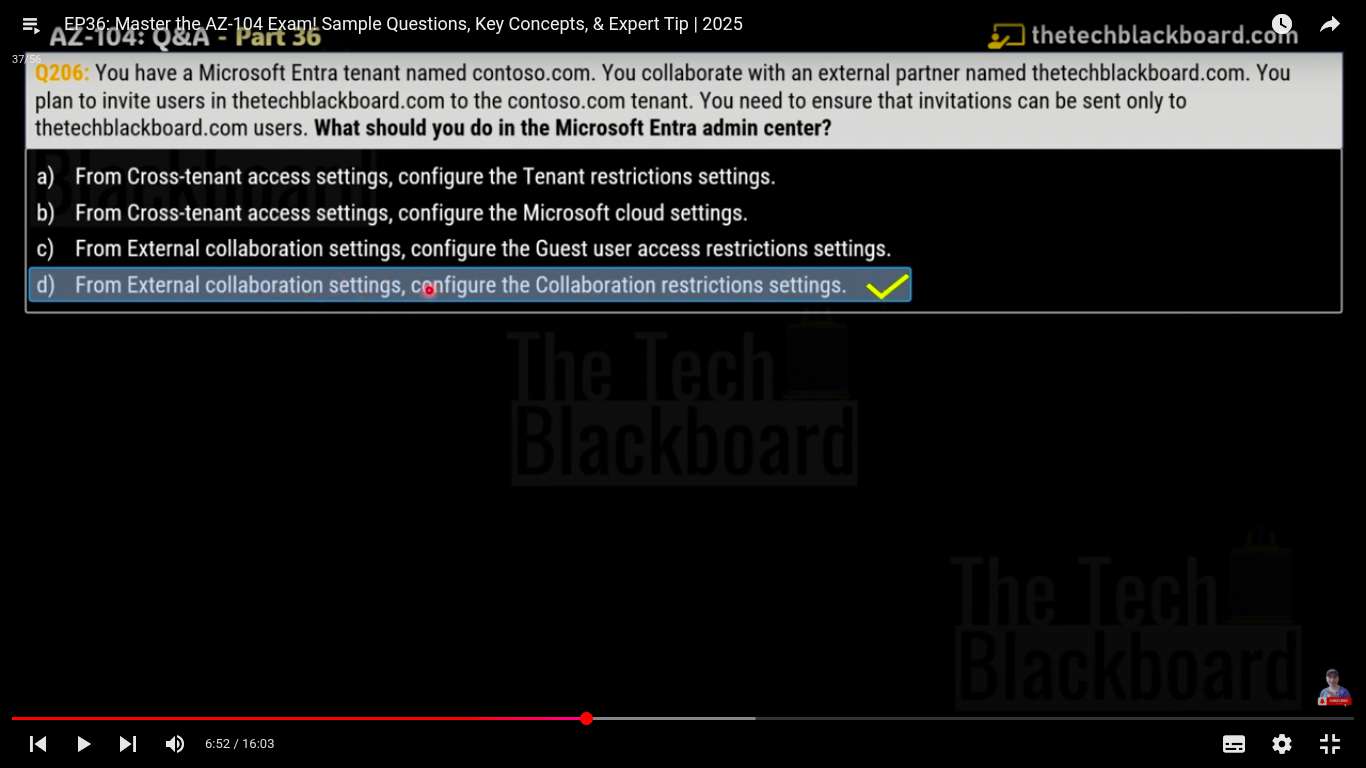 EP36: Master the AZ-104 Exam! Sample Questions, Key Concepts, & Expert Tip | 2025
AZ-104: Q&A - Part 36
thetechblackboard.com
37/56
Q206: You have a Microsoft Entra tenant named contoso.com. You collaborate with an external partner named thetechblackboard.com. You
plan to invite users in thetechblackboard.com to the contoso.com tenant. You need to ensure that invitations can be sent only to
thetechblackboard.com users. What should you do in the Microsoft Entra admin center?
a) From Cross-tenant access settings, configure the Tenant restrictions settings.
b) From Cross-tenant access settings, configure the Microsoft cloud settings.
c) From External collaboration settings, configure the Guest user access restrictions settings.
d) From External collaboration settings, configure the Collaboration restrictions settings.
The Tech
Blackboard
The Tech
Blackboard
6:52 / 16:03